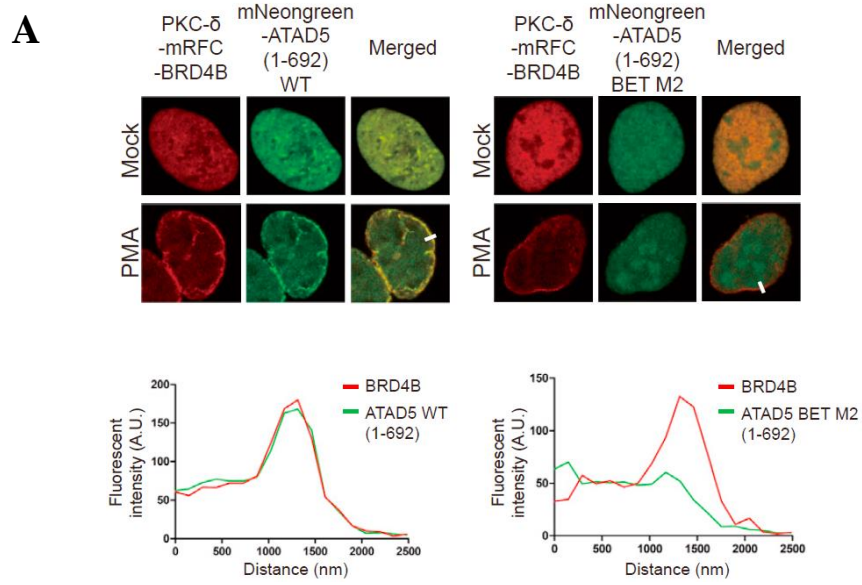 A
PKC-δ
-mRFC
-BRD4B
mNeongreen
-ATAD5
(1-692)
WT
Merged
PKC-δ
-mRFC
-BRD4B
mNeongreen
-ATAD5
(1-692)
BET M2
Merged
Mock
PMA
Mock
PMA
Fluorescent
intensity (A.U.)
200
150
100
50
0
0 500 1000 1500 2000 2500
Distance (nm)
BRD4B
ATAD5 WT
(1-692)
Fluorescent
intensity (A.U.)
150
100
50
0
0 500 1000 1500 2000 2500
Distance (nm)
BRD4B
ATAD5 BET M2
(1-692)